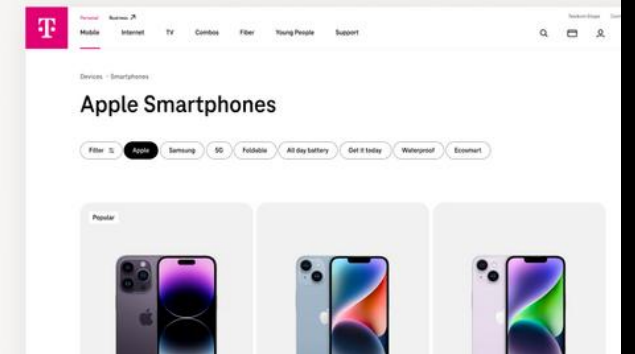 Personal Business
Mobile Internet TV Combos Fiber Young People Support
Devices Smartphones
Apple Smartphones
Filter Apple Samsung 5G Foldable All day battery Get it today Waterproof Ecosmart
Popular